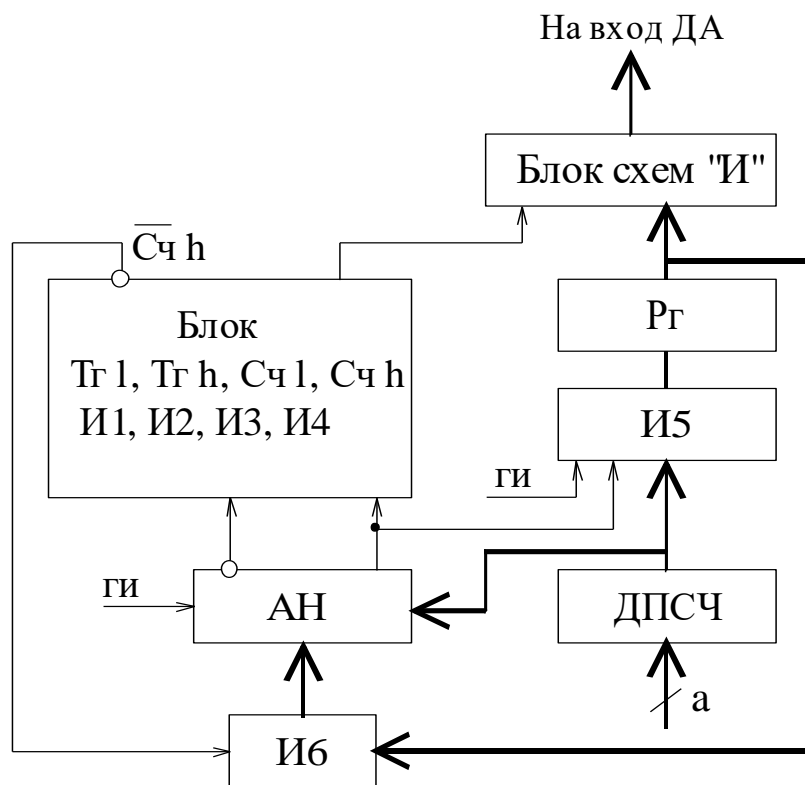 На вход ДА
Блок схем "И"
Сч h
Блок
Тг l, Тг h, Сч l, Сч h
И1, И2, И3, И4
Рг
И5
ги
ги
АН
ДПСЧ
а
И6